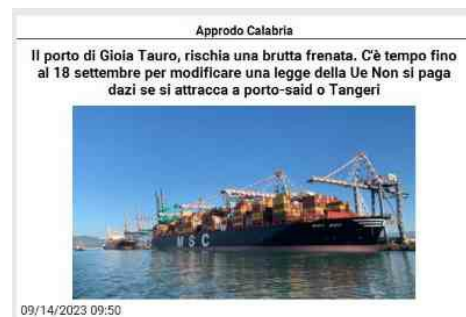 Approdo Calabria
Il porto di Gioia Tauro, rischia una brutta frenata. C'è tempo fino
al 18 settembre per modificare una legge della Ue Non si paga
dazi se si attracca a porto-said o Tangeri
MSC
09/14/2023 09:50